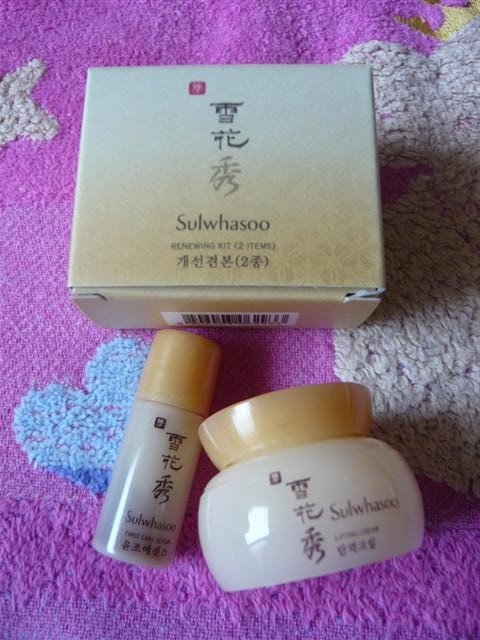 雪花秀
Sulwhasoo
RENEWING KIT (2 ITEMS)
개선견본(2종)
雪花秀
Sulwhasoo
FIRST CARE SERUM
윤조에센스
雪花秀
Sulwhasoo
LIFTING CREAM
탄력크림